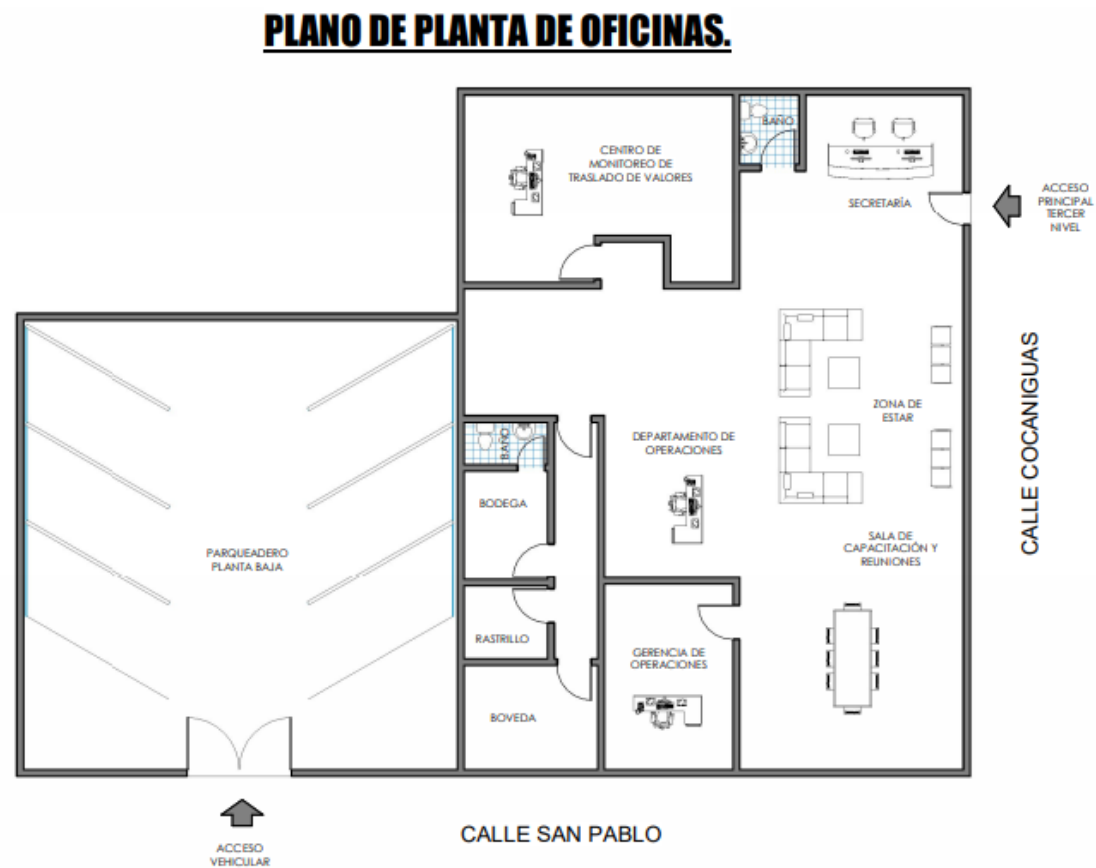 PLANO DE PLANTA DE OFICINAS.
BAÑO
CENTRO DE
MONITOREO DE
TRASLADO DE VALORES
SECRETARÍA
ACCESO
PRINCIPAL
TERCER
NIVEL
ZONA DE
ESTAR
CALLE COCANIGUAS
BAÑO
DEPARTAMENTO DE
OPERACIONES
BODEGA
SALA DE
CAPACITACIÓN Y
REUNIONES
PARQUEADERO
PLANTA BAJA
RASTRILLO
GERENCIA DE
OPERACIONES
BOVEDA
CALLE SAN PABLO
ACCESO
VEHICULAR